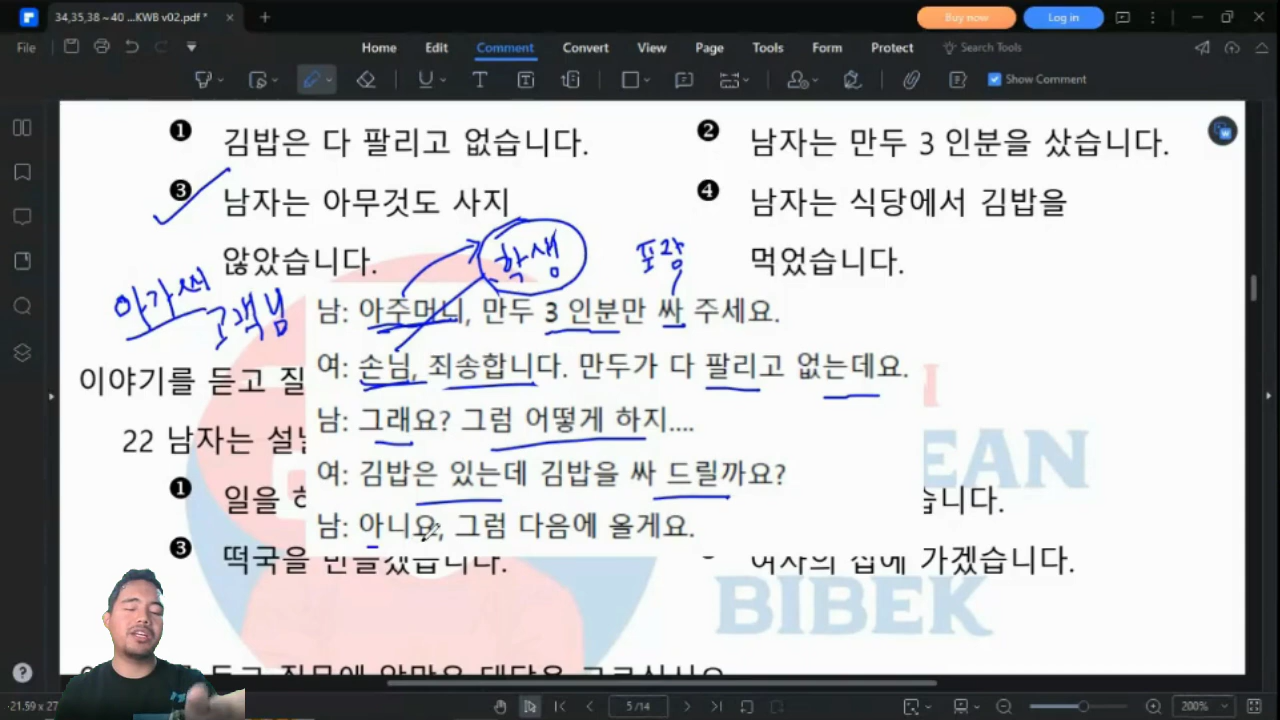 34,35,38 ~ 40 ...KWB v02.pdf *
Buy now
Log in
File
Home
Edit
Comment
Convert
View
Page
Tools
Form
Protect
Search Tools
Show Comment
❶ 김밥은 다 팔리고 없습니다.
❷ 남자는 만두 3 인분을 샀습니다.
❸ 남자는 아무것도 사지
않았습니다.
❹ 남자는 식당에서 김밥을
먹었습니다.
학생
포장
아가씨
고객님
남: 아주머니, 만두 3 인분만 싸 주세요.
여: 손님, 죄송합니다. 만두가 다 팔리고 없는데요.
남: 그래요? 그럼 어떻게 하지....
여: 김밥은 있는데 김밥을 싸 드릴까요?
남: 아니요, 그럼 다음에 올게요.
이야기를 듣고 질
22 남자는 설날
❶ 일을 하
습니다.
❸ 떡국을 만들겠습니다.
여자의 집에 가겠습니다.
EAN
BIBEK
-21.59 x 27
5 /14
200%